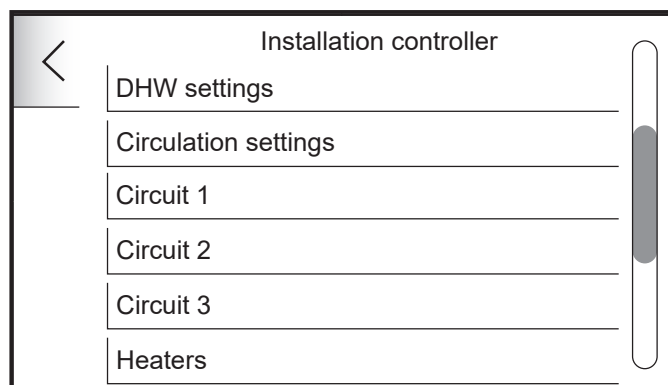 Installation controller
DHW settings
Circulation settings
Circuit 1
Circuit 2
Circuit 3
Heaters